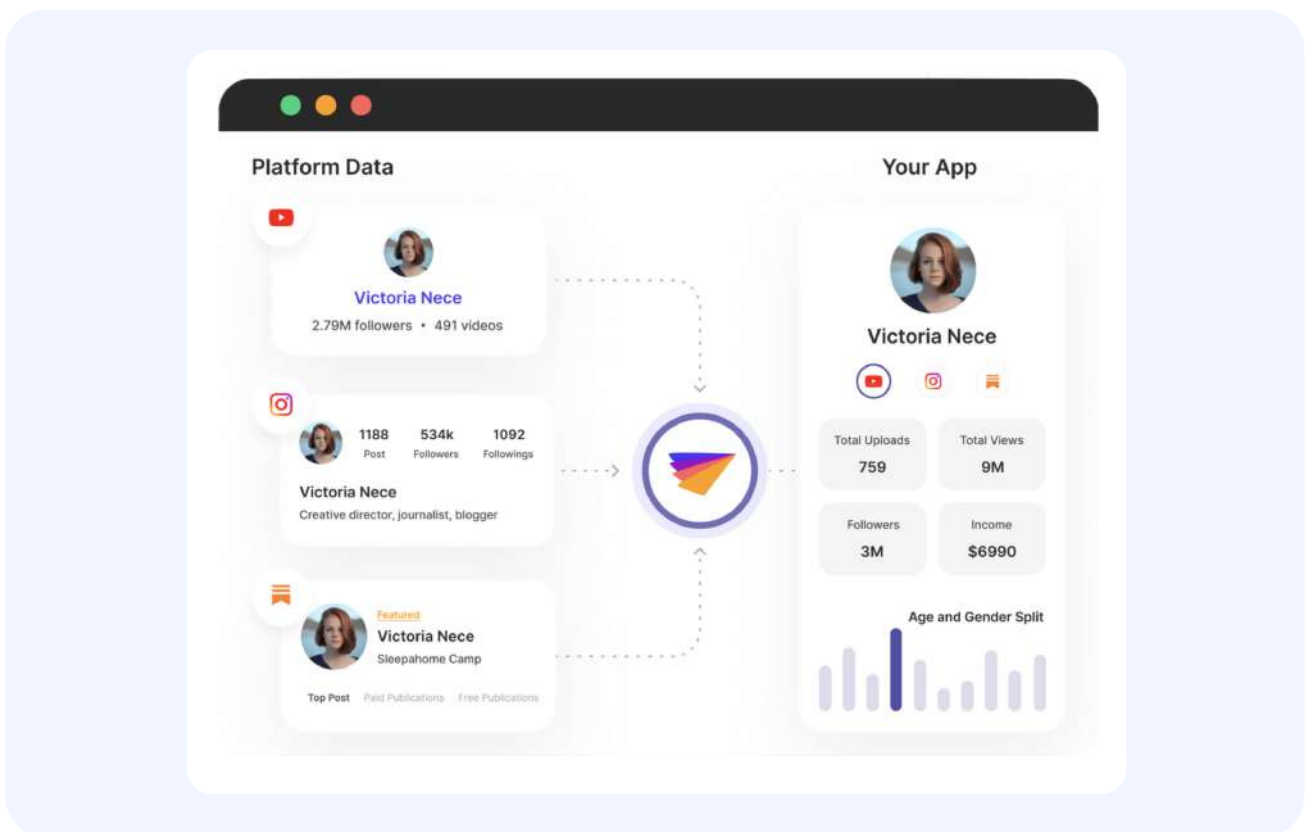 Platform Data
Your App
Victoria Nece
2.79M followers • 491 videos
1188 534k 1092
Post Followers Followings
Victoria Nece
Creative director, journalist, blogger
Featured
Victoria Nece
Sleepahome Camp
Top Post Paid Publications Free Publications
Victoria Nece
Total Uploads Total Views
759 9M
Followers Income
3M $6990
Age and Gender Split